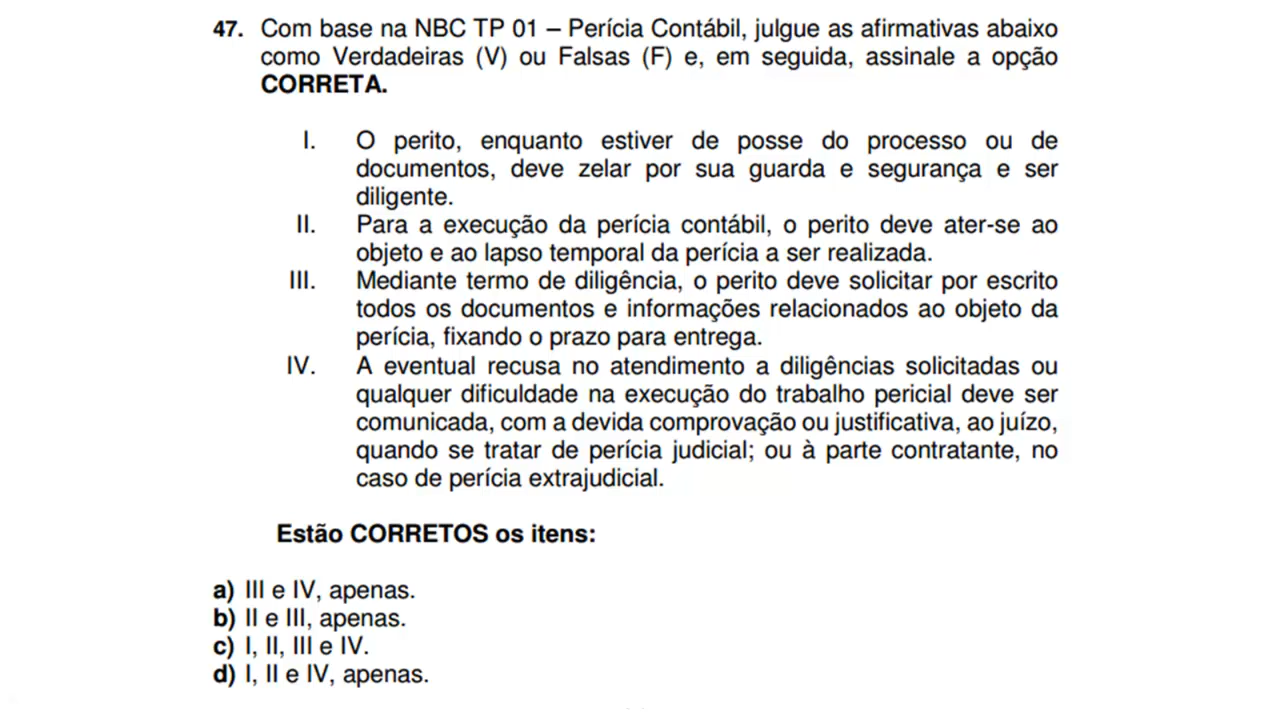 47. Com base na NBC TP 01 – Perícia Contábil, julgue as afirmativas abaixo
como Verdadeiras (V) ou Falsas (F) e, em seguida, assinale a opção
CORRETA.
I. O perito, enquanto estiver de posse do processo ou de
documentos, deve zelar por sua guarda e segurança e ser
diligente.
II. Para a execução da perícia contábil, o perito deve ater-se ao
objeto e ao lapso temporal da perícia a ser realizada.
III. Mediante termo de diligência, o perito deve solicitar por escrito
todos os documentos e informações relacionados ao objeto da
perícia, fixando o prazo para entrega.
IV. A eventual recusa no atendimento a diligências solicitadas ou
qualquer dificuldade na execução do trabalho pericial deve ser
comunicada, com a devida comprovação ou justificativa, ao juízo,
quando se tratar de perícia judicial; ou à parte contratante, no
caso de perícia extrajudicial.
Estão CORRETOS os itens:
a) III e IV, apenas.
b) II e III, apenas.
c) I, II, III e IV.
d) I, II e IV, apenas.